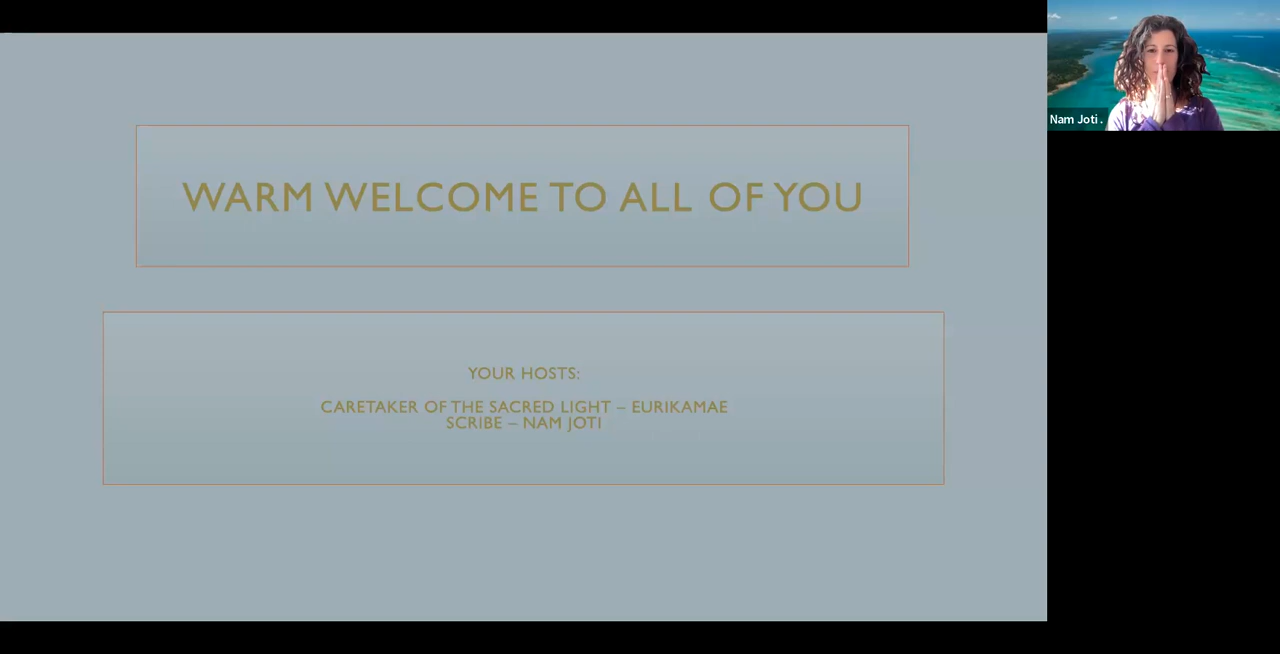 WARM WELCOME TO ALL OF YOU
YOUR HOSTS:
CARETAKER OF THE SACRED LIGHT – EURIKAMAE
SCRIBE – NAM JOTI
Nam Joti .